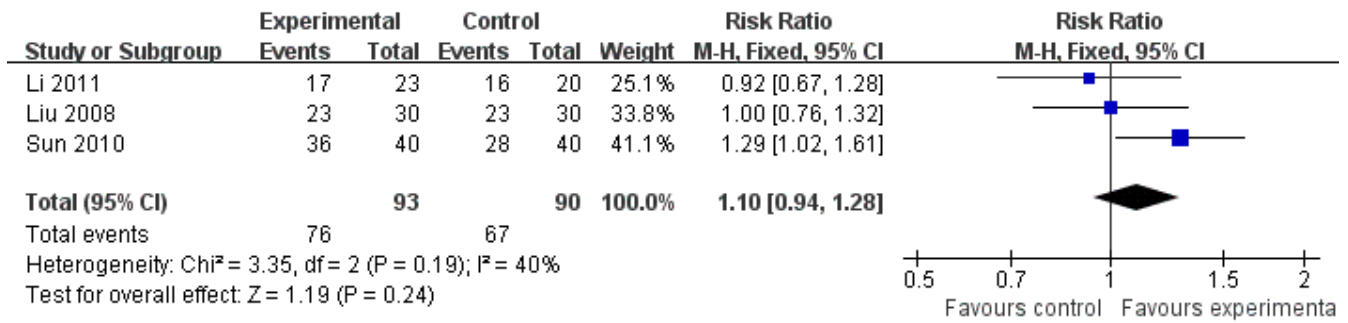 Experimental Control Risk Ratio Risk Ratio
Study or Subgroup Events Total Events Total Weight M-H, Fixed, 95% CI M-H, Fixed, 95% CI
Li 2011 17 23 16 20 25.1% 0.92 [0.67, 1.28]
Liu 2008 23 30 23 30 33.8% 1.00 [0.76, 1.32]
Sun 2010 36 40 28 40 41.1% 1.29 [1.02, 1.61]
Total (95% CI) 93 90 100.0% 1.10 [0.94, 1.28]
Total events 76 67
Heterogeneity: Chi² = 3.35, df = 2 (P = 0.19); I² = 40%
Test for overall effect: Z = 1.19 (P = 0.24)
0.5 0.7 1 1.5 2
Favours control Favours experimenta